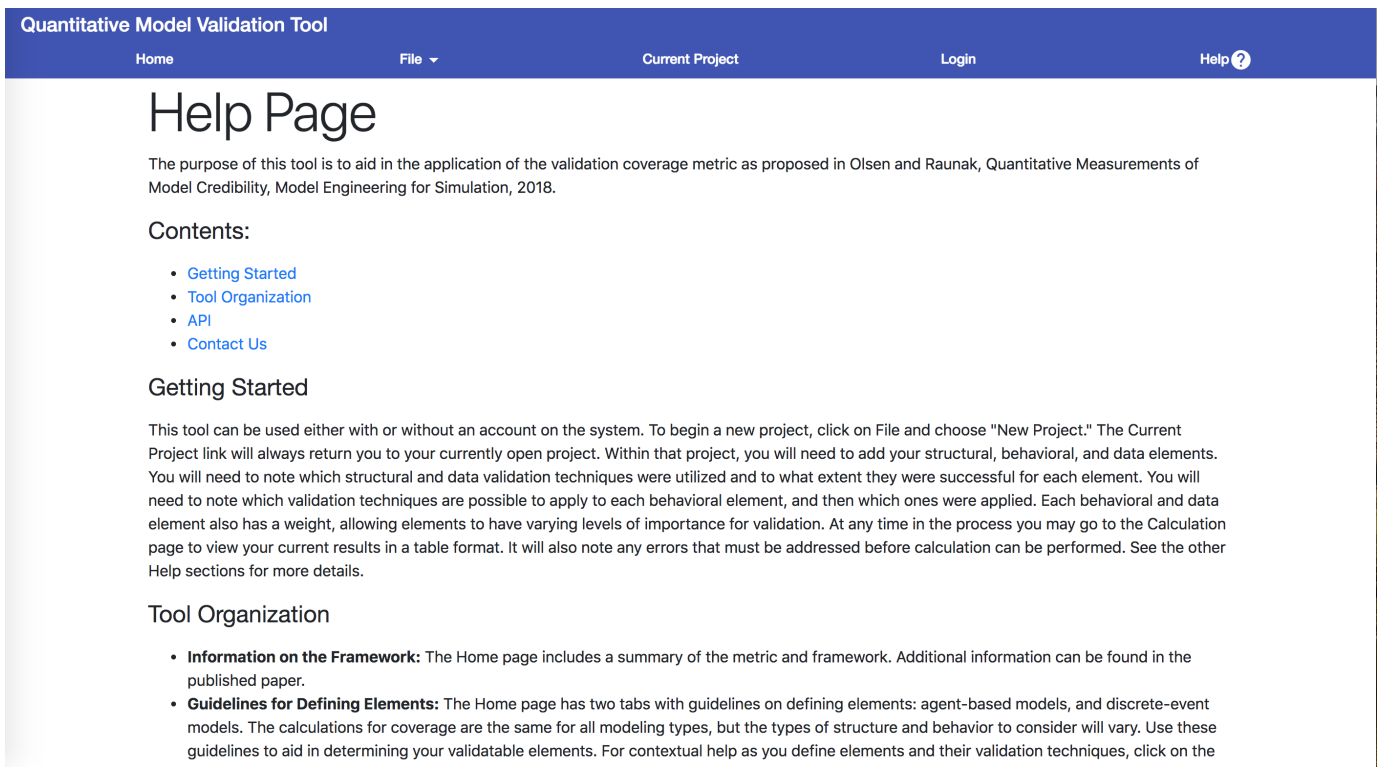 Quantitative Model Validation Tool
Home File Current Project Login Help ?
Help Page
The purpose of this tool is to aid in the application of the validation coverage metric as proposed in Olsen and Raunak, Quantitative Measurements of
Model Credibility, Model Engineering for Simulation, 2018.
Contents:
• Getting Started
• Tool Organization
• API
• Contact Us
Getting Started
This tool can be used either with or without an account on the system. To begin a new project, click on File and choose "New Project." The Current
Project link will always return you to your currently open project. Within that project, you will need to add your structural, behavioral, and data elements.
You will need to note which structural and data validation techniques were utilized and to what extent they were successful for each element. You will
need to note which validation techniques are possible to apply to each behavioral element, and then which ones were applied. Each behavioral and data
element also has a weight, allowing elements to have varying levels of importance for validation. At any time in the process you may go to the Calculation
page to view your current results in a table format. It will also note any errors that must be addressed before calculation can be performed. See the other
Help sections for more details.
Tool Organization
• Information on the Framework: The Home page includes a summary of the metric and framework. Additional information can be found in the
published paper.
• Guidelines for Defining Elements: The Home page has two tabs with guidelines on defining elements: agent-based models, and discrete-event
models. The calculations for coverage are the same for all modeling types, but the types of structure and behavior to consider will vary. Use these
guidelines to aid in determining your validatable elements. For contextual help as you define elements and their validation techniques, click on the